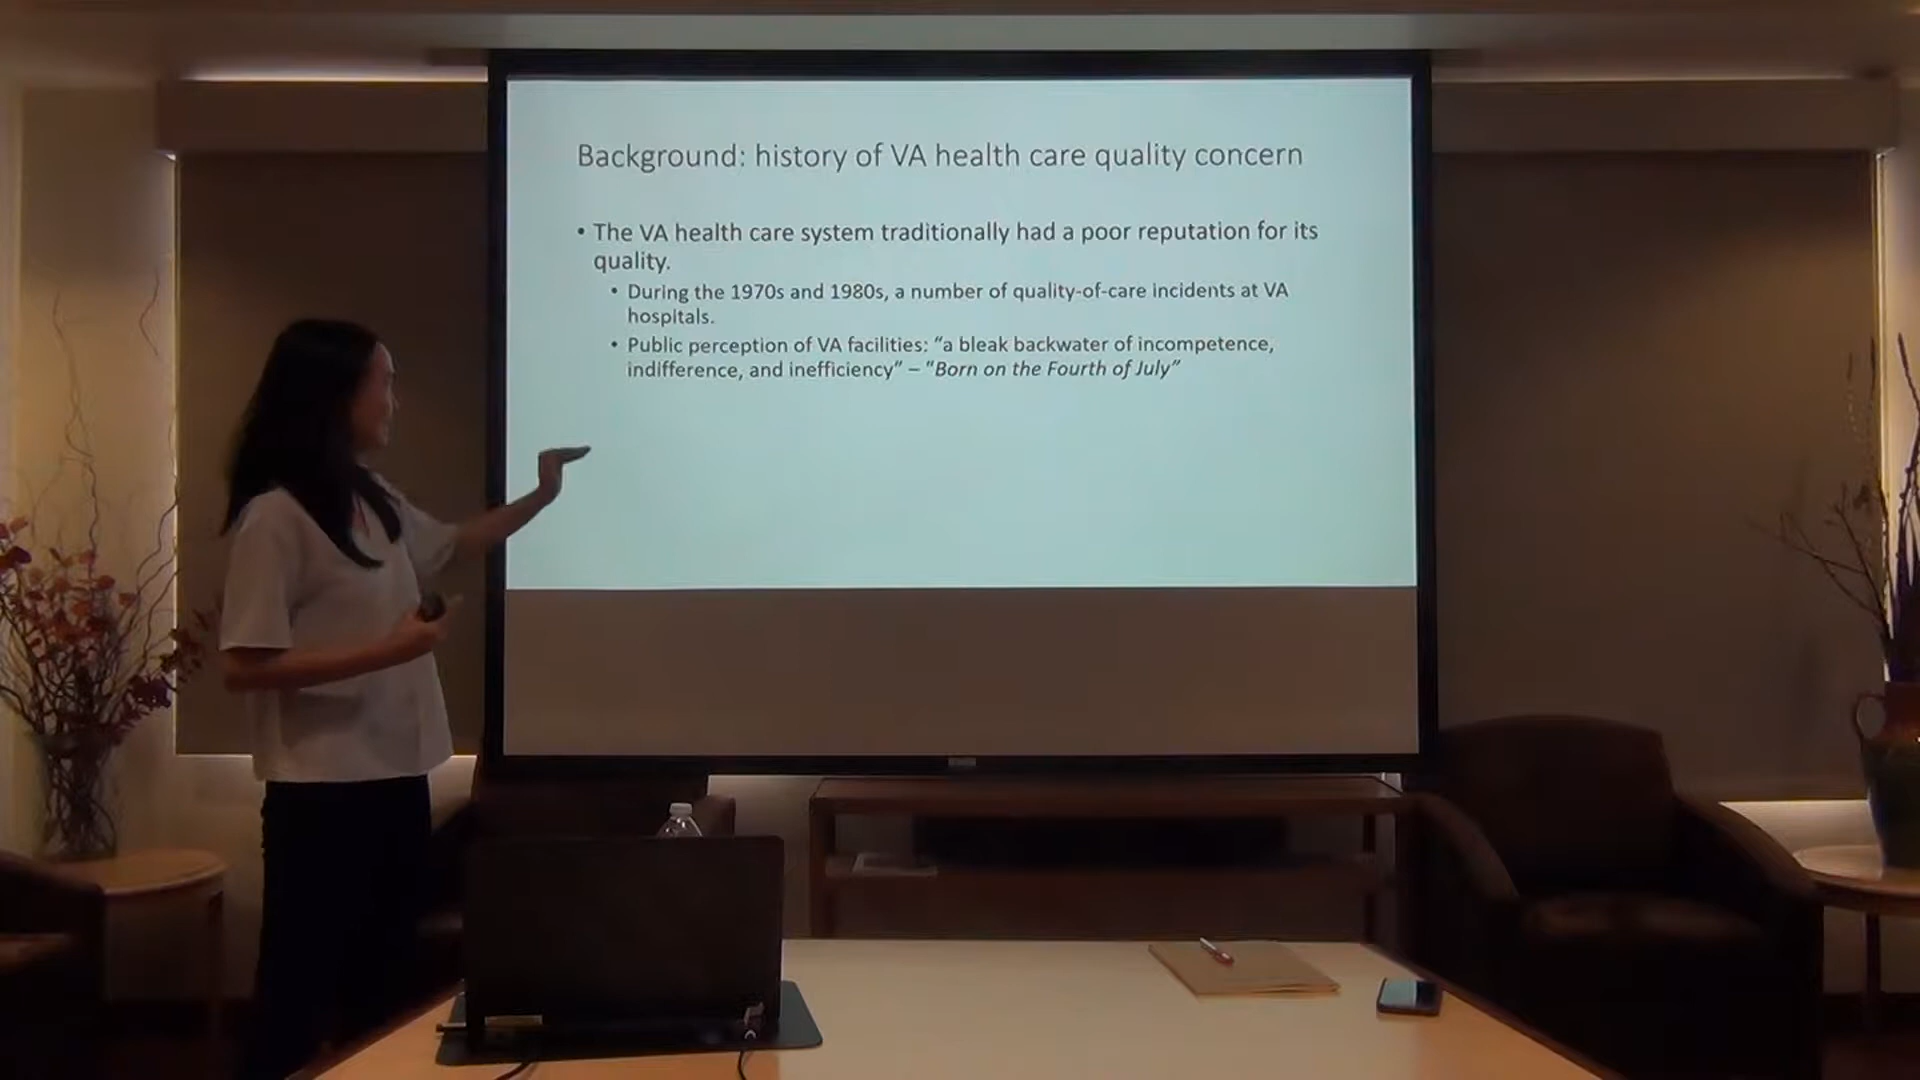 Background: history of VA health care quality concern
• The VA health care system traditionally had a poor reputation for its
quality.
• During the 1970s and 1980s, a number of quality-of-care incidents at VA
hospitals.
• Public perception of VA facilities: “a bleak backwater of incompetence,
indifference, and inefficiency” – “Born on the Fourth of July”